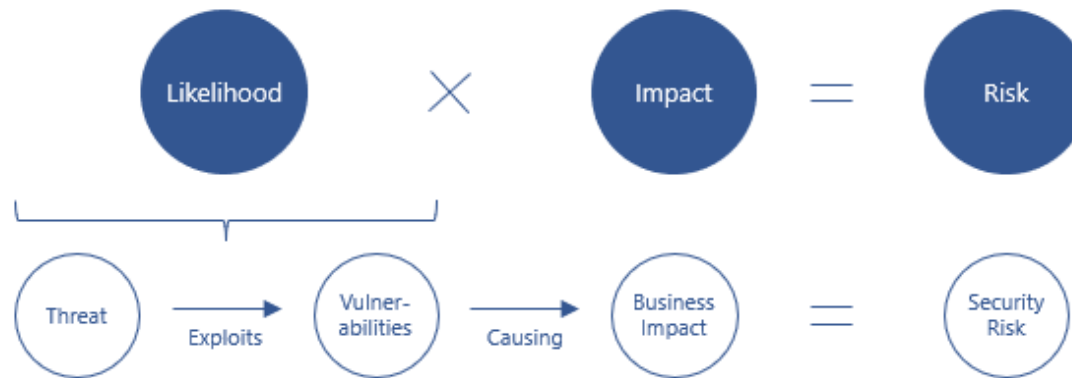 Likelihood
Impact
Risk
Threat
Exploits
Vulner-
abilities
Causing
Business
Impact
Security
Risk